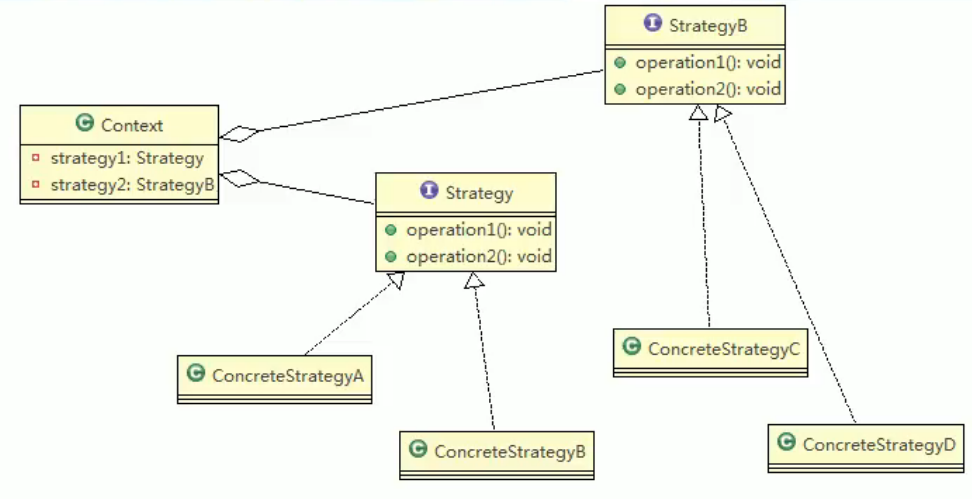 StrategyB
operation1(): void
operation2(): void
Context
strategy1: Strategy
strategy2: StrategyB
Strategy
operation1(): void
operation2(): void
ConcreteStrategyC
ConcreteStrategyA
ConcreteStrategyD
ConcreteStrategyB